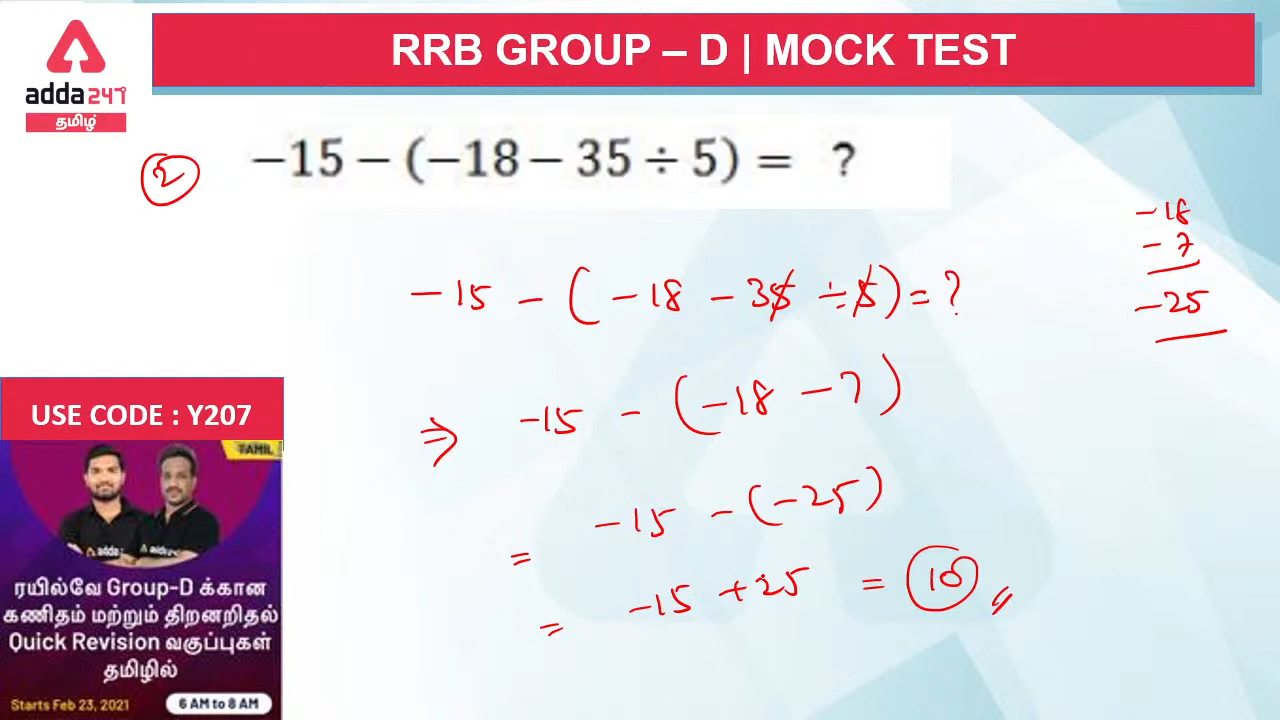 RRB GROUP – D | MOCK TEST
adda247
தமிழ்
2
−15 − (−18 − 35 ÷ 5) = ?
-18
-7
-25
-15 - (-18 - 35 ÷ 5) = ?
⇒ -15 - (-18 - 7)
= -15 - (-25)
= -15 + 25 = 10
USE CODE : Y207
TAMIL
adda
adda
ரயில்வே Group-D க்கான
கணிதம் மற்றும் திறனறிதல்
Quick Revision வகுப்புகள்
தமிழில்
Starts Feb 23, 2021
6 AM to 8 AM